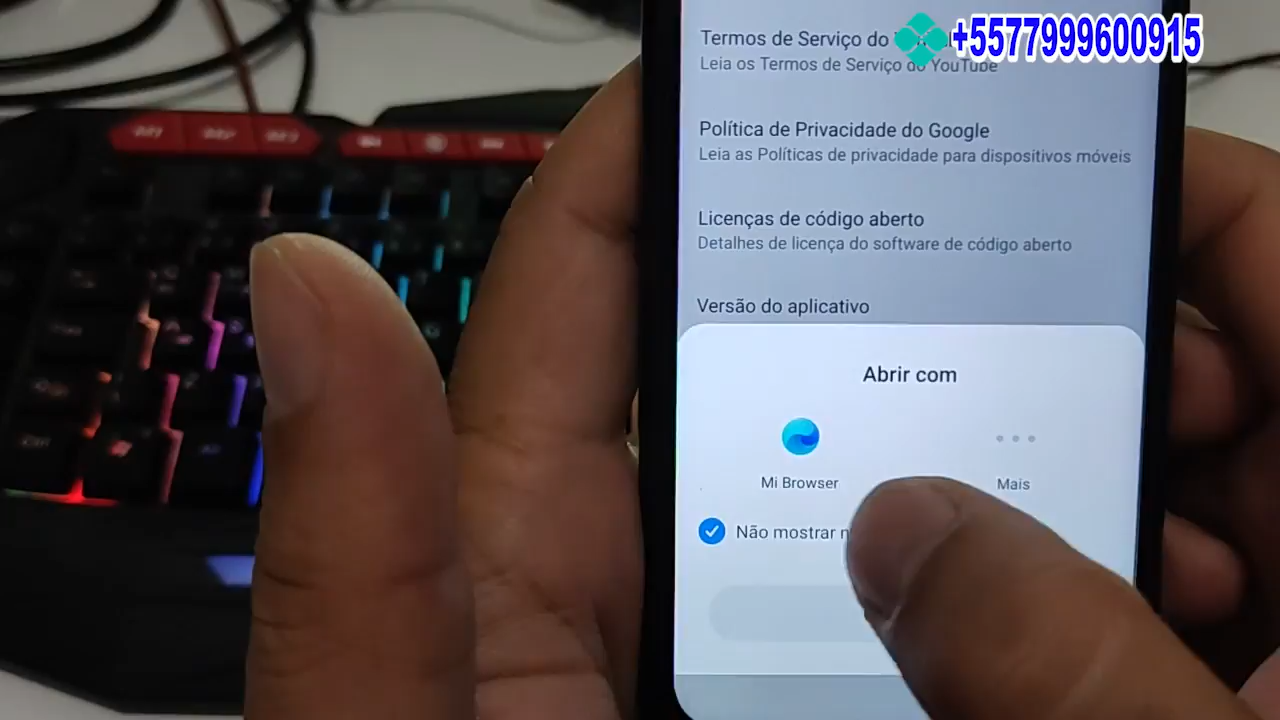 +5577999600915
Termos de Serviço do
Leia os Termos de Serviço do YouTube
Política de Privacidade do Google
Leia as Políticas de privacidade para dispositivos móveis
Licenças de código aberto
Detalhes de licença do software de código aberto
Versão do aplicativo
Abrir com
Mi Browser
Mais
Não mostrar